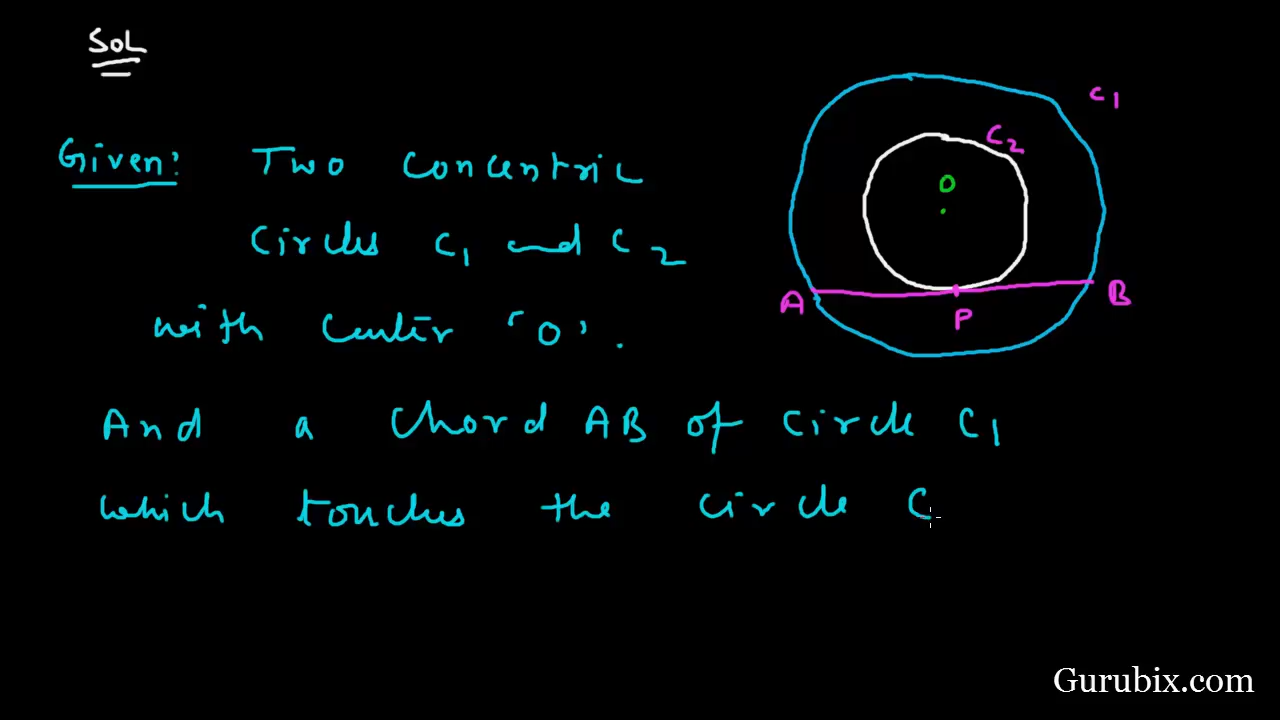 SOL
Given: Two concentric
circles C1 and C2
with center 'O'.
And a chord AB of circle C1
which touches the circle C
C1
C2
O
A
P
B
Gurubix.com